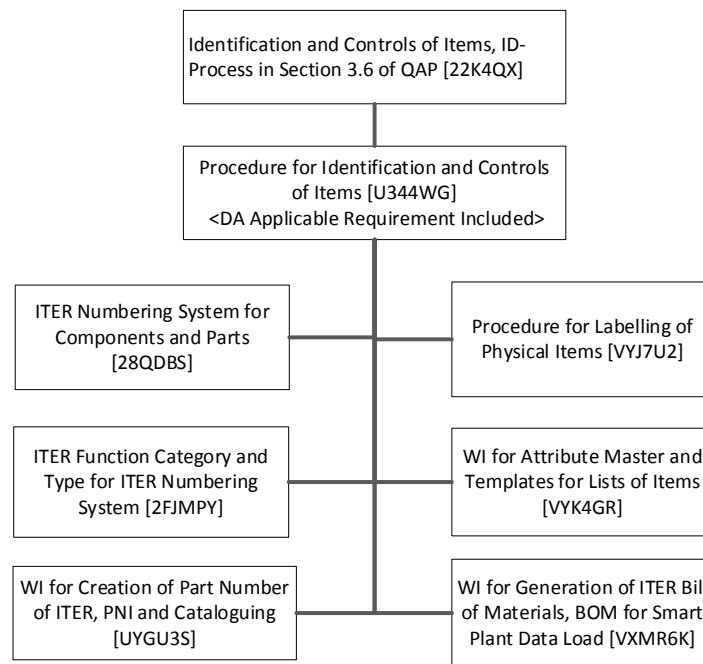 Identification and Controls of Items, ID-
Process in Section 3.6 of QAP [22K4QX]
Procedure for Identification and Controls
of Items [U344WG]
<DA Applicable Requirement Included>
ITER Numbering System for
Components and Parts
[28QDBS]
Procedure for Labelling of
Physical Items [VYJ7U2]
ITER Function Category and
Type for ITER Numbering
System [2FJMPY]
WI for Attribute Master and
Templates for Lists of Items
[VYK4GR]
WI for Creation of Part Number
of ITER, PNI and Cataloguing
[UYGU3S]
WI for Generation of ITER Bil
of Materials, BOM for Smart
Plant Data Load [VXMR6K]